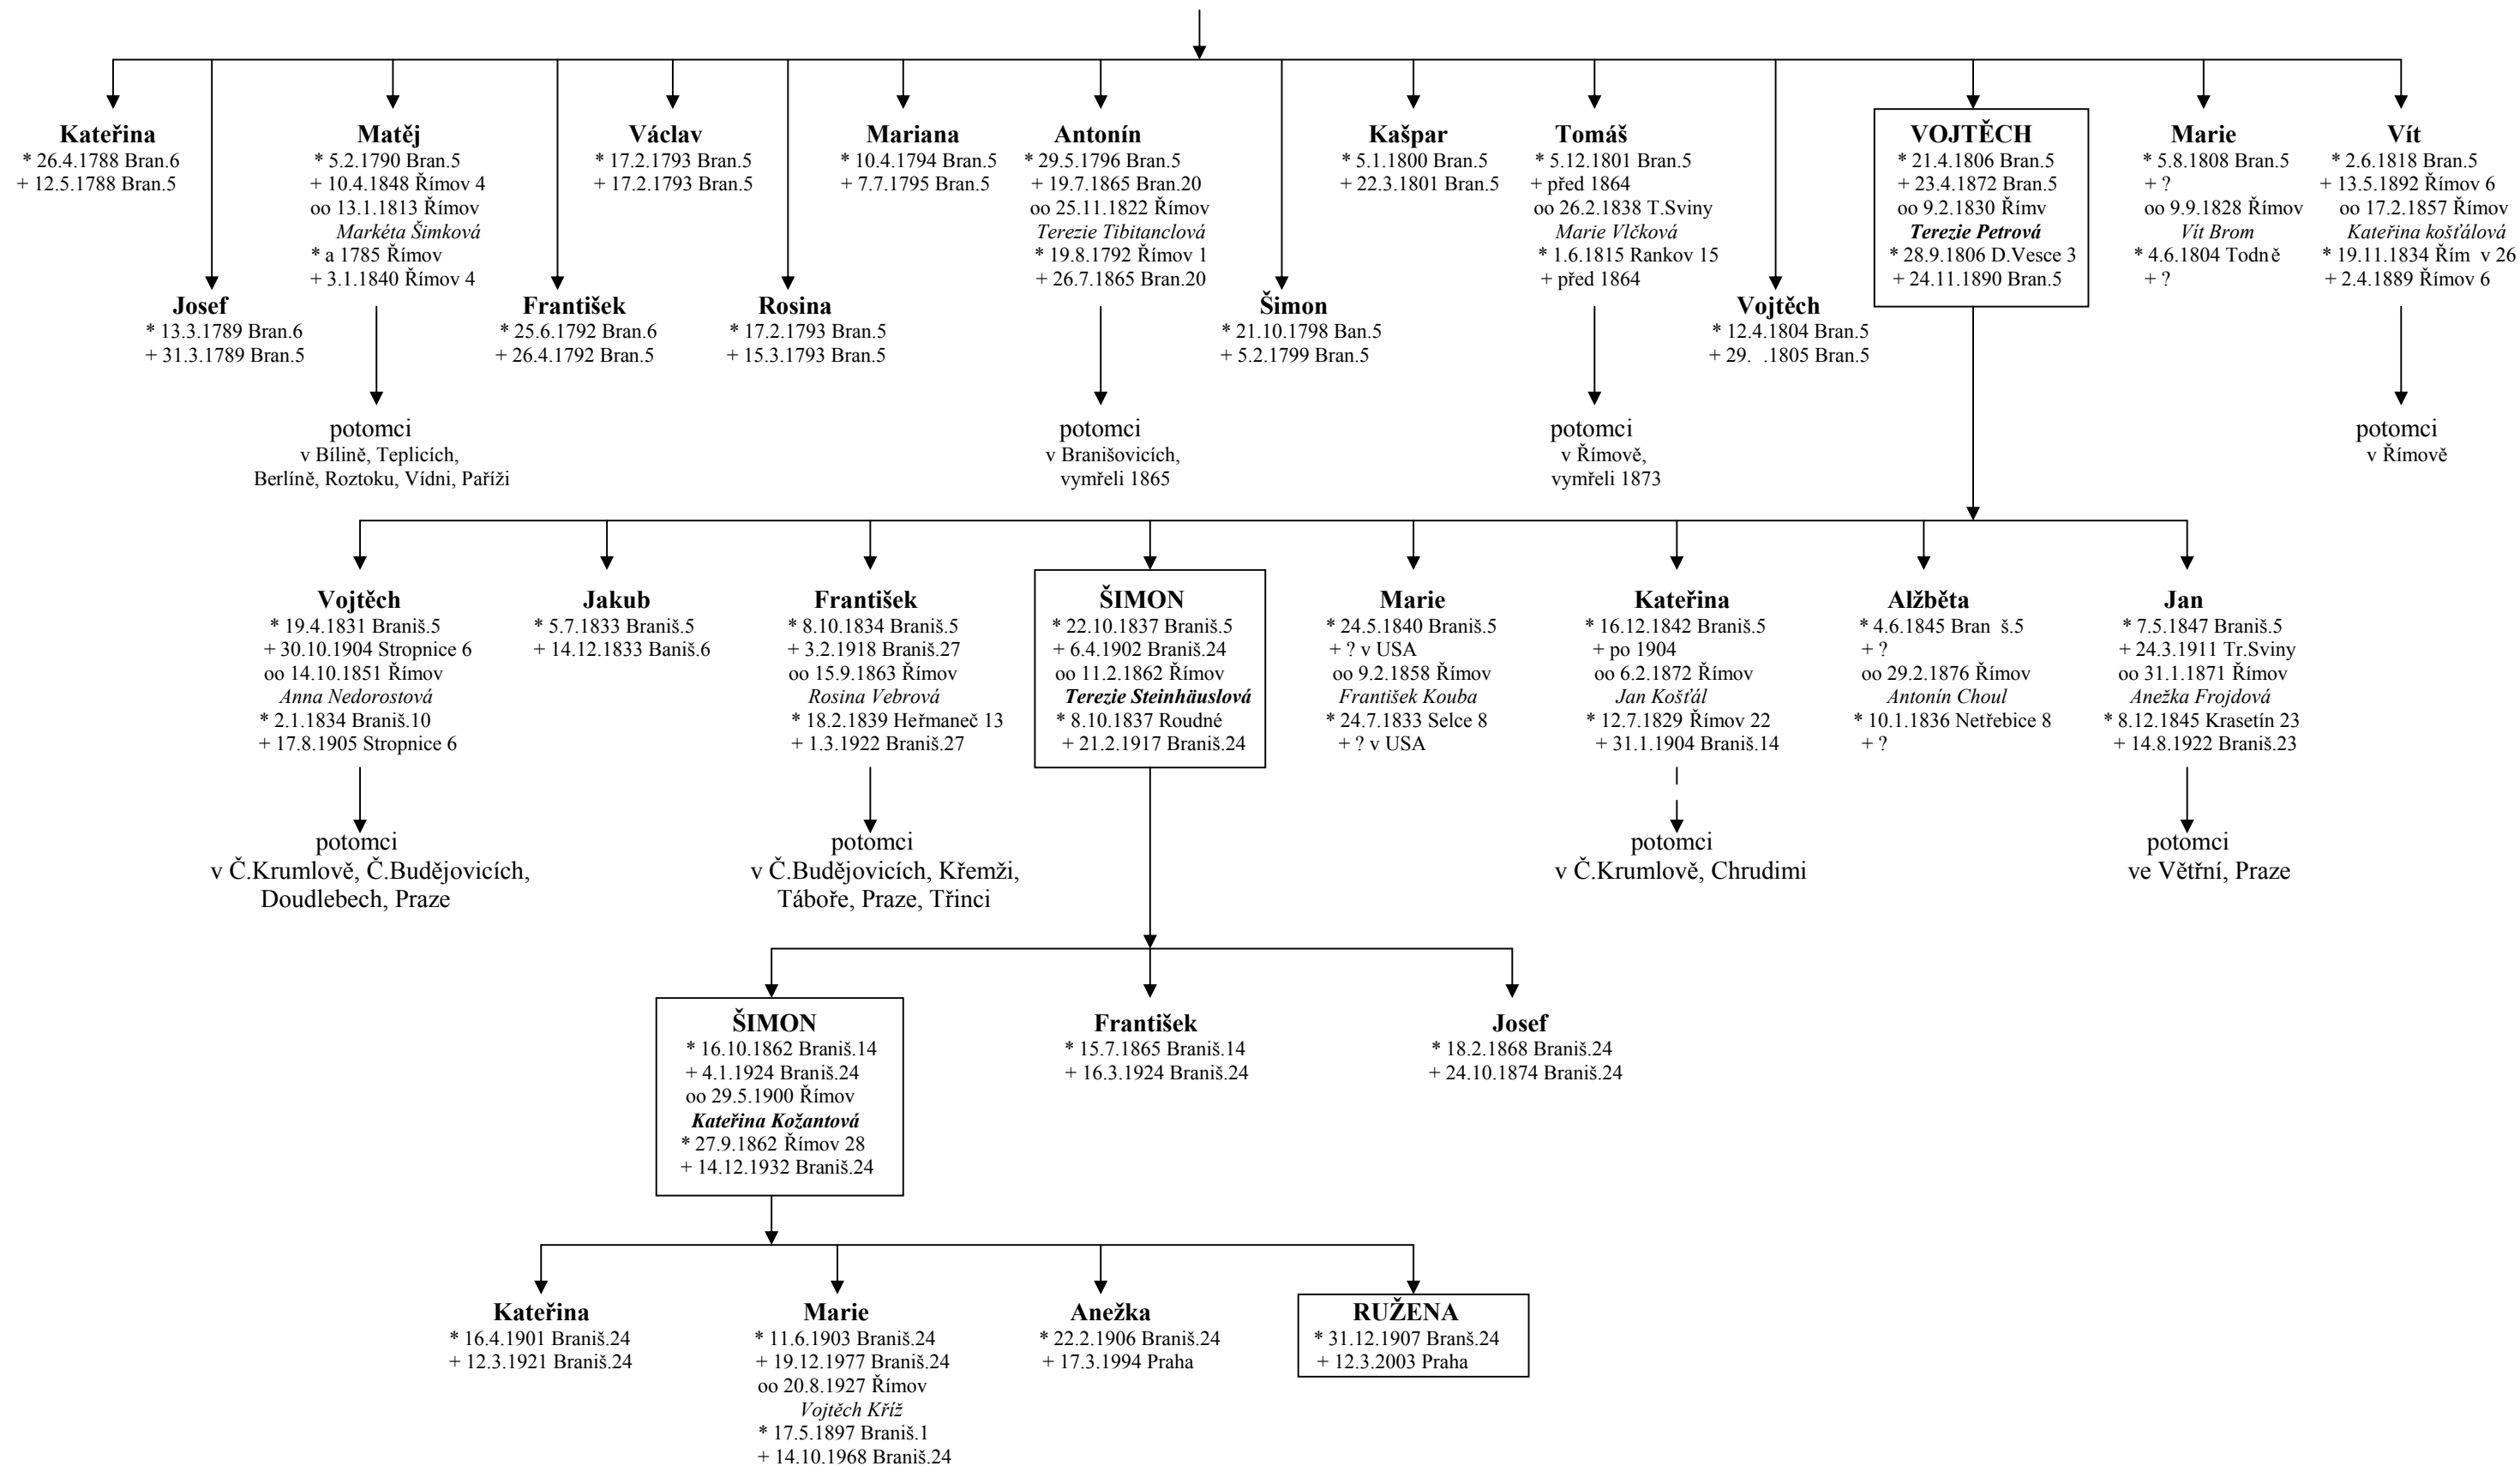 Kateřina
* 26.4.1788 Bran.6
+ 12.5.1788 Bran.5
Josef
* 13.3.1789 Bran.6
+ 31.3.1789 Bran.5
Matěj
* 5.2.1790 Bran.5
+ 10.4.1848 Římov 4
oo 13.1.1813 Římov
Markéta Šimková
* a 1785 Římov
+ 3.1.1840 Římov 4
potomci
v Bílině, Teplicích,
Berlíně, Roztoku, Vídni, Paříži
František
* 25.6.1792 Bran.6
+ 26.4.1792 Bran.5
Václav
* 17.2.1793 Bran.5
+ 17.2.1793 Bran.5
Rosina
* 17.2.1793 Bran.5
+ 15.3.1793 Bran.5
Mariana
* 10.4.1794 Bran.5
+ 7.7.1795 Bran.5
Antonín
* 29.5.1796 Bran.5
+ 19.7.1865 Bran.20
oo 25.11.1822 Římov
Terezie Tibitanclová
* 19.8.1792 Římov 1
+ 26.7.1865 Bran.20
potomci
v Branišovicích,
vymřeli 1865
Šimon
* 21.10.1798 Ban.5
+ 5.2.1799 Bran.5
Kašpar
* 5.1.1800 Bran.5
+ 22.3.1801 Bran.5
Tomáš
* 5.12.1801 Bran.5
+ před 1864
oo 26.2.1838 T.Sviny
Marie Vlčková
* 1.6.1815 Rankov 15
+ před 1864
potomci
v Římově,
vymřeli 1873
Vojtěch
* 12.4.1804 Bran.5
+ 29. .1805 Bran.5
VOJTĚCH
* 21.4.1806 Bran.5
+ 23.4.1872 Bran.5
oo 9.2.1830 Římv
Terezie Petrová
* 28.9.1806 D.Vesce 3
+ 24.11.1890 Bran.5
Marie
* 5.8.1808 Bran.5
+ ?
oo 9.9.1828 Římov
Vít Brom
* 4.6.1804 Todně
+ ?
Vít
* 2.6.1818 Bran.5
+ 13.5.1892 Římov 6
oo 17.2.1857 Římov
Kateřina košťálová
* 19.11.1834 Řím v 26
+ 2.4.1889 Římov 6
potomci
v Římově
Vojtěch
* 19.4.1831 Braniš.5
+ 30.10.1904 Stropnice 6
oo 14.10.1851 Římov
Anna Nedorostová
* 2.1.1834 Braniš.10
+ 17.8.1905 Stropnice 6
potomci
v Č.Krumlově, Č.Budějovicích,
Doudlebech, Praze
Jakub
* 5.7.1833 Braniš.5
+ 14.12.1833 Baniš.6
František
* 8.10.1834 Braniš.5
+ 3.2.1918 Braniš.27
oo 15.9.1863 Římov
Rosina Vebrová
* 18.2.1839 Heřmaneč 13
+ 1.3.1922 Braniš.27
potomci
v Č.Budějovicích, Křemži,
Táboře, Praze, Třinci
ŠIMON
* 22.10.1837 Braniš.5
+ 6.4.1902 Braniš.24
oo 11.2.1862 Římov
Terezie Steinhäuslová
* 8.10.1837 Roudné
+ 21.2.1917 Braniš.24
Marie
* 24.5.1840 Braniš.5
+ ? v USA
oo 9.2.1858 Římov
František Kouba
* 24.7.1833 Selce 8
+ ? v USA
Kateřina
* 16.12.1842 Braniš.5
+ po 1904
oo 6.2.1872 Římov
Jan Košťál
* 12.7.1829 Římov 22
+ 31.1.1904 Braniš.14
potomci
v Č.Krumlově, Chrudimi
Alžběta
* 4.6.1845 Bran š.5
+ ?
oo 29.2.1876 Římov
Antonín Choul
* 10.1.1836 Netřebice 8
+ ?
Jan
* 7.5.1847 Braniš.5
+ 24.3.1911 Tr.Sviny
oo 31.1.1871 Římov
Anežka Frojdová
* 8.12.1845 Krasetín 23
+ 14.8.1922 Braniš.23
potomci
ve Větřní, Praze
ŠIMON
* 16.10.1862 Braniš.14
+ 4.1.1924 Braniš.24
oo 29.5.1900 Římov
Kateřina Kožantová
* 27.9.1862 Římov 28
+ 14.12.1932 Braniš.24
František
* 15.7.1865 Braniš.14
+ 16.3.1924 Braniš.24
Josef
* 18.2.1868 Braniš.24
+ 24.10.1874 Braniš.24
Kateřina
* 16.4.1901 Braniš.24
+ 12.3.1921 Braniš.24
Marie
* 11.6.1903 Braniš.24
+ 19.12.1977 Braniš.24
oo 20.8.1927 Římov
Vojtěch Kříž
* 17.5.1897 Braniš.1
+ 14.10.1968 Braniš.24
Anežka
* 22.2.1906 Braniš.24
+ 17.3.1994 Praha
RUŽENA
* 31.12.1907 Branš.24
+ 12.3.2003 Praha